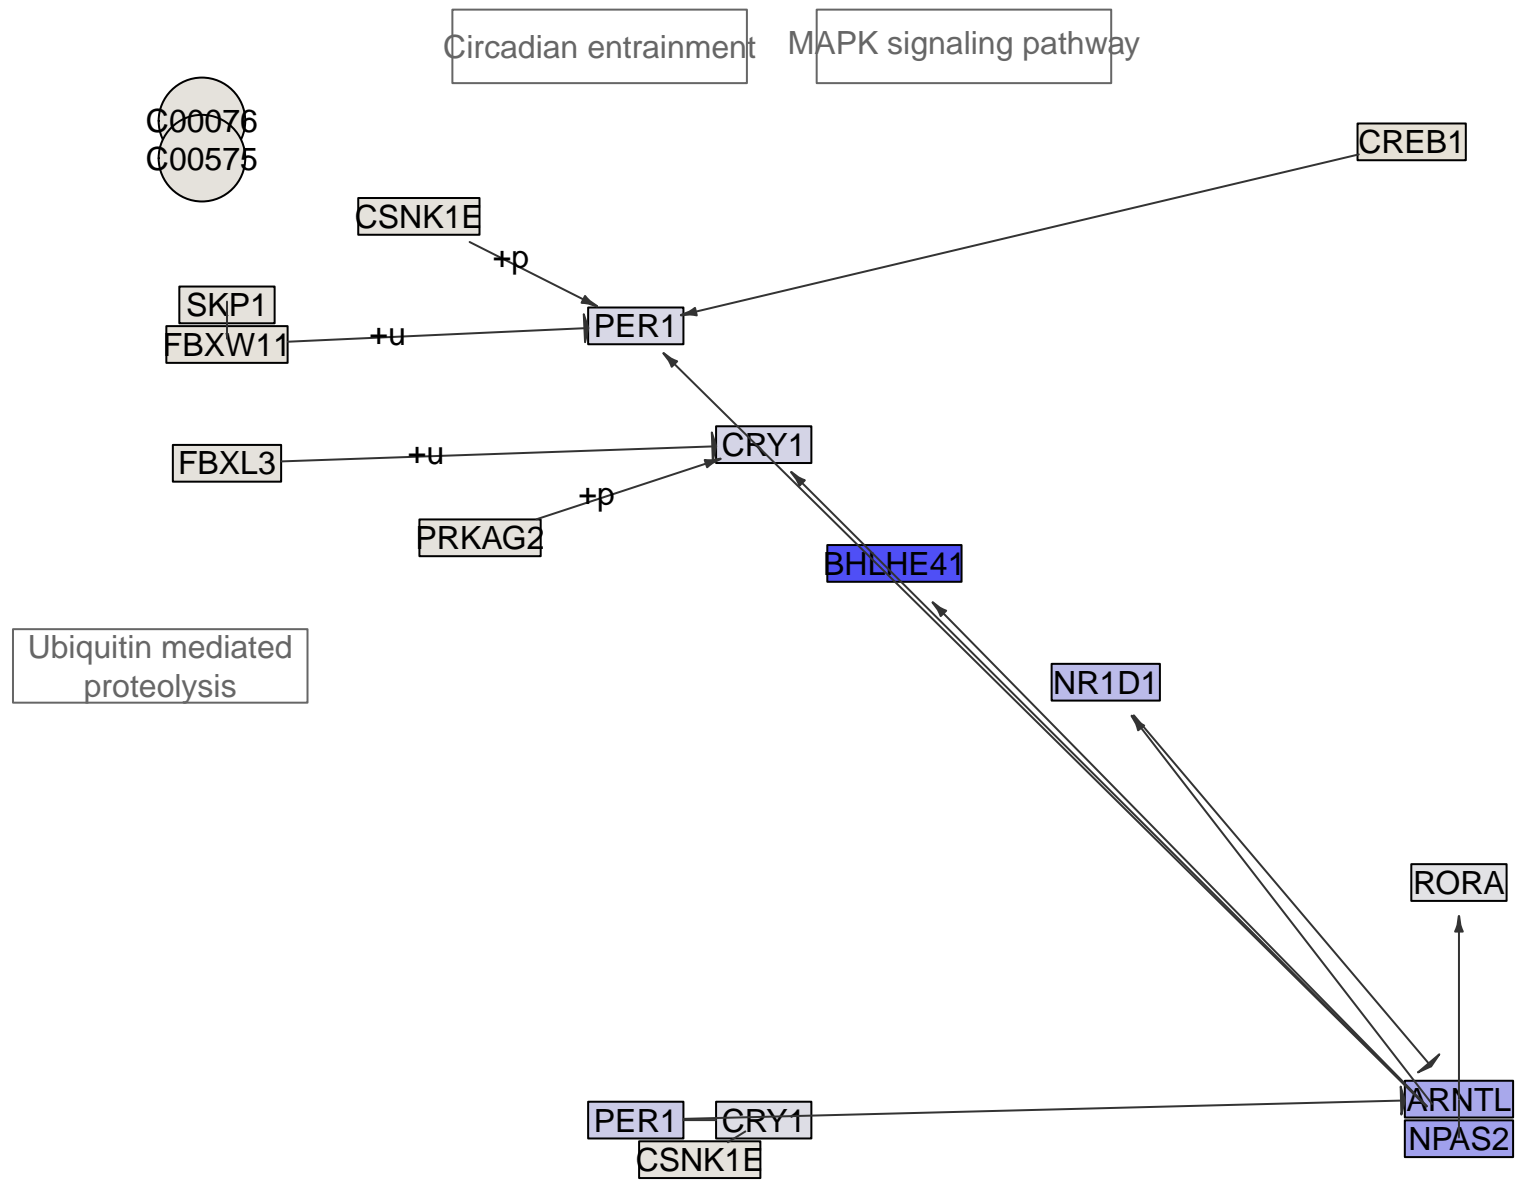 Circadian entrainment
MAPK signaling pathway
C00076
C00575
CREB1
CSNK1E
+p
SKP1
FBXW11
+u
PER1
FBXL3
+u
CRY1
+p
PRKAG2
BHLHE41
Ubiquitin mediated
proteolysis
NR1D1
RORA
ARNTL
NPAS2
PER1
CRY1
CSNK1E